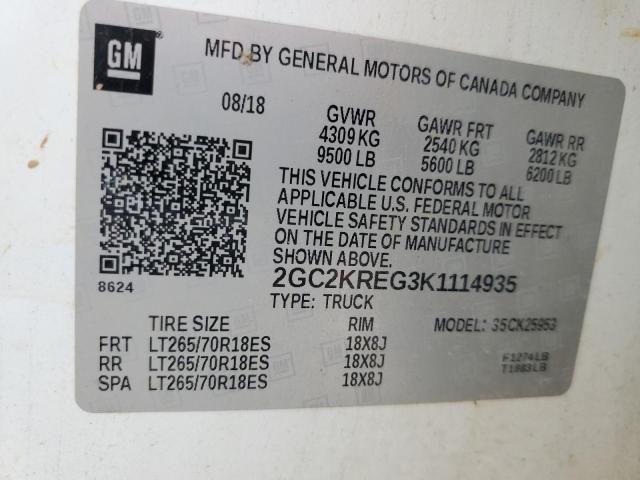 GM
MFD BY GENERAL MOTORS OF CANADA COMPANY
08/18
GVWR GAWR FRT GAWR RR
4309 KG 2540 KG 2812 KG
9500 LB 5600 LB 6200 LB
THIS VEHICLE CONFORMS TO ALL
APPLICABLE U.S. FEDERAL MOTOR
VEHICLE SAFETY STANDARDS IN EFFECT
ON THE DATE OF MANUFACTURE
SHOWN ABOVE.
8624
2GC2KREG3K1114935
TYPE: TRUCK
TIRE SIZE RIM MODEL: 35CK25953
FRT LT265/70R18ES 18X8J F1274LB
RR LT265/70R18ES 18X8J T1883LB
SPA LT265/70R18ES 18X8J